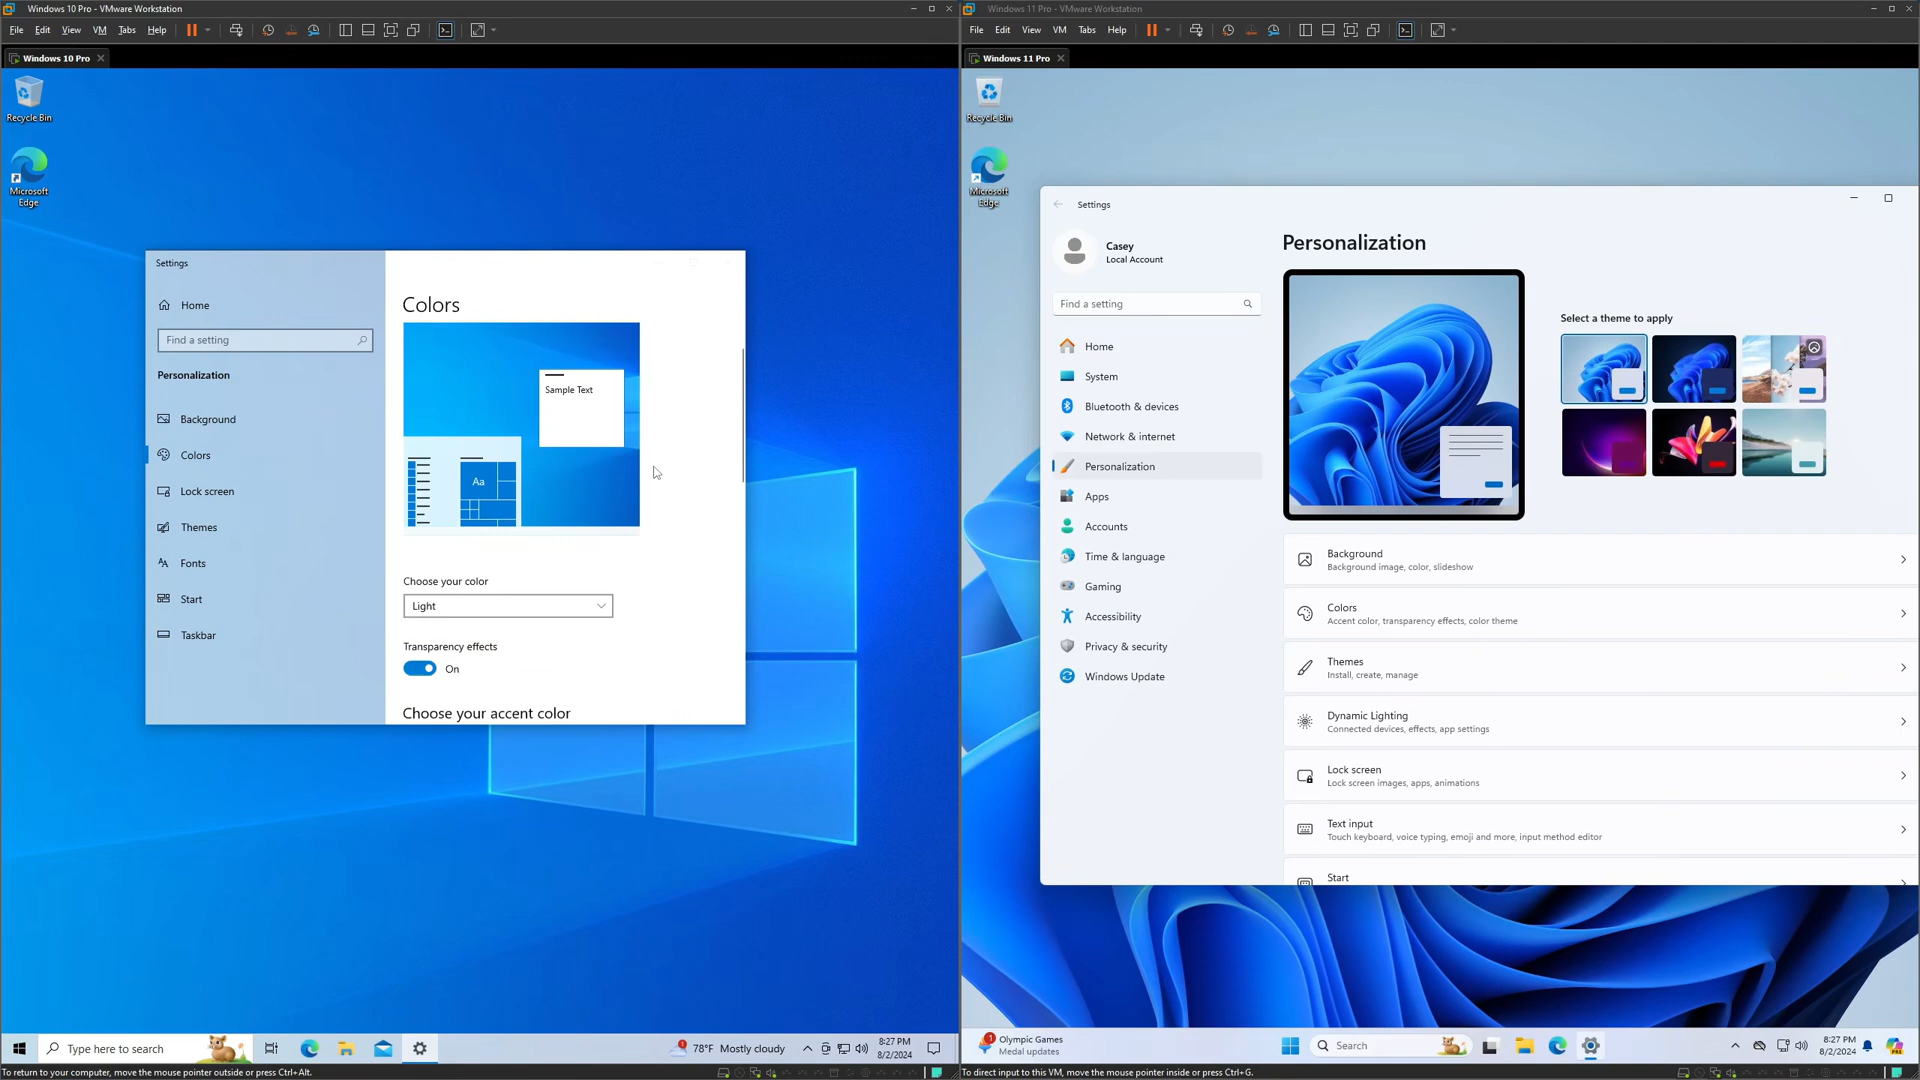 Windows 10 Pro - VMware Workstation
File Edit View VM Tabs Help
Windows 10 Pro
Recycle Bin
Microsoft
Edge
Settings
Home
Find a setting
Personalization
Background
Colors
Lock screen
Themes
Fonts
Start
Taskbar
Colors
Sample Text
Aa
Choose your color
Light
Transparency effects
On
Choose your accent color
Type here to search
78°F Mostly cloudy
8:27 PM
8/2/2024
To return to your computer, move the mouse pointer outside or press Ctrl+Alt.
Windows 11 Pro - VMware Workstation
File Edit View VM Tabs Help
Windows 11 Pro
Recycle Bin
Microsoft
Edge
Settings
Casey
Local Account
Find a setting
Home
System
Bluetooth & devices
Network & internet
Personalization
Apps
Accounts
Time & language
Gaming
Accessibility
Privacy & security
Windows Update
Personalization
Select a theme to apply
Background
Background image, color, slideshow
Colors
Accent color, transparency effects, color theme
Themes
Install, create, manage
Dynamic Lighting
Connected devices, effects, app settings
Lock screen
Lock screen images, apps, animations
Text input
Touch keyboard, voice typing, emoji and more, input method editor
Start
1
Olympic Games
Medal updates
Search
8:27 PM
8/2/2024
PRE
To direct input to this VM, move the mouse pointer inside or press Ctrl+G.